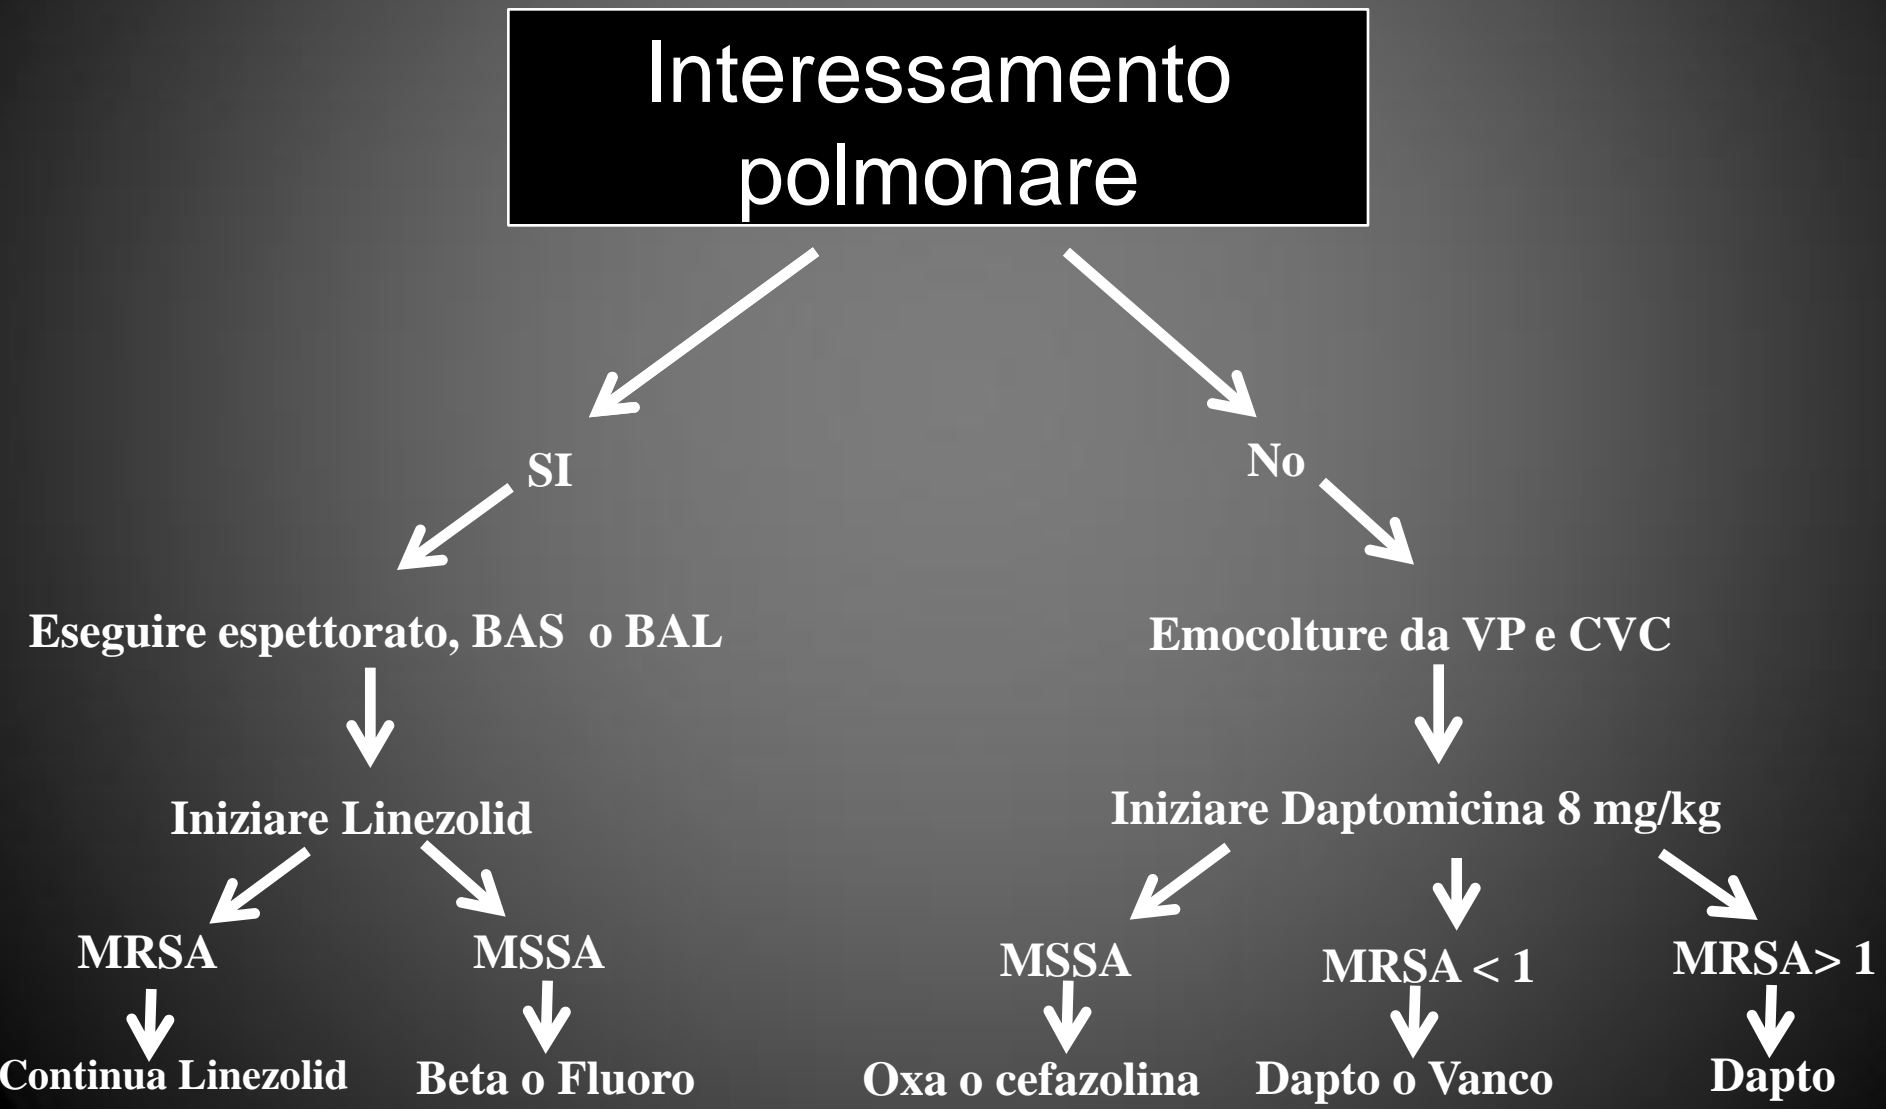 Interessamento
polmonare
SI
No
Eseguire espettorato, BAS o BAL
Emocolture da VP e CVC
Iniziare Linezolid
Iniziare Daptomicina 8 mg/kg
MRSA
MSSA
MSSA
MRSA < 1
MRSA> 1
Continua Linezolid
Beta o Fluoro
Oxa o cefazolina
Dapto o Vanco
Dapto